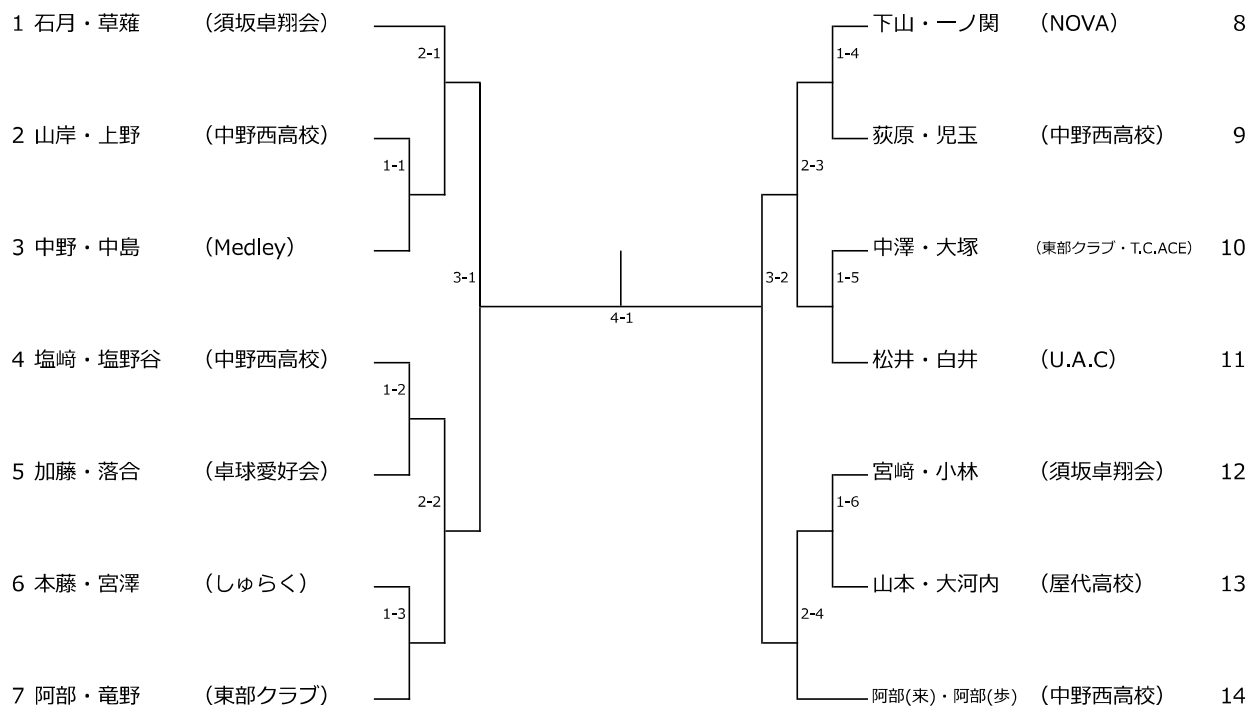 1 石月・草薙 （須坂卓翔会）
2 山岸・上野 （中野西高校）
3 中野・中島 （Medley）
4 塩﨑・塩野谷 （中野西高校）
5 加藤・落合 （卓球愛好会）
6 本藤・宮澤 （しゅらく）
7 阿部・竜野 （東部クラブ）
2-1
1-1
3-1
1-2
2-2
1-3
4-1
下山・一ノ関 （NOVA） 8
荻原・児玉 （中野西高校） 9
中澤・大塚 （東部クラブ・T.C.ACE） 10
松井・白井 （U.A.C） 11
宮﨑・小林 （須坂卓翔会） 12
山本・大河内 （屋代高校） 13
阿部(来)・阿部(歩) （中野西高校） 14
1-4
2-3
3-2
1-5
1-6
2-4